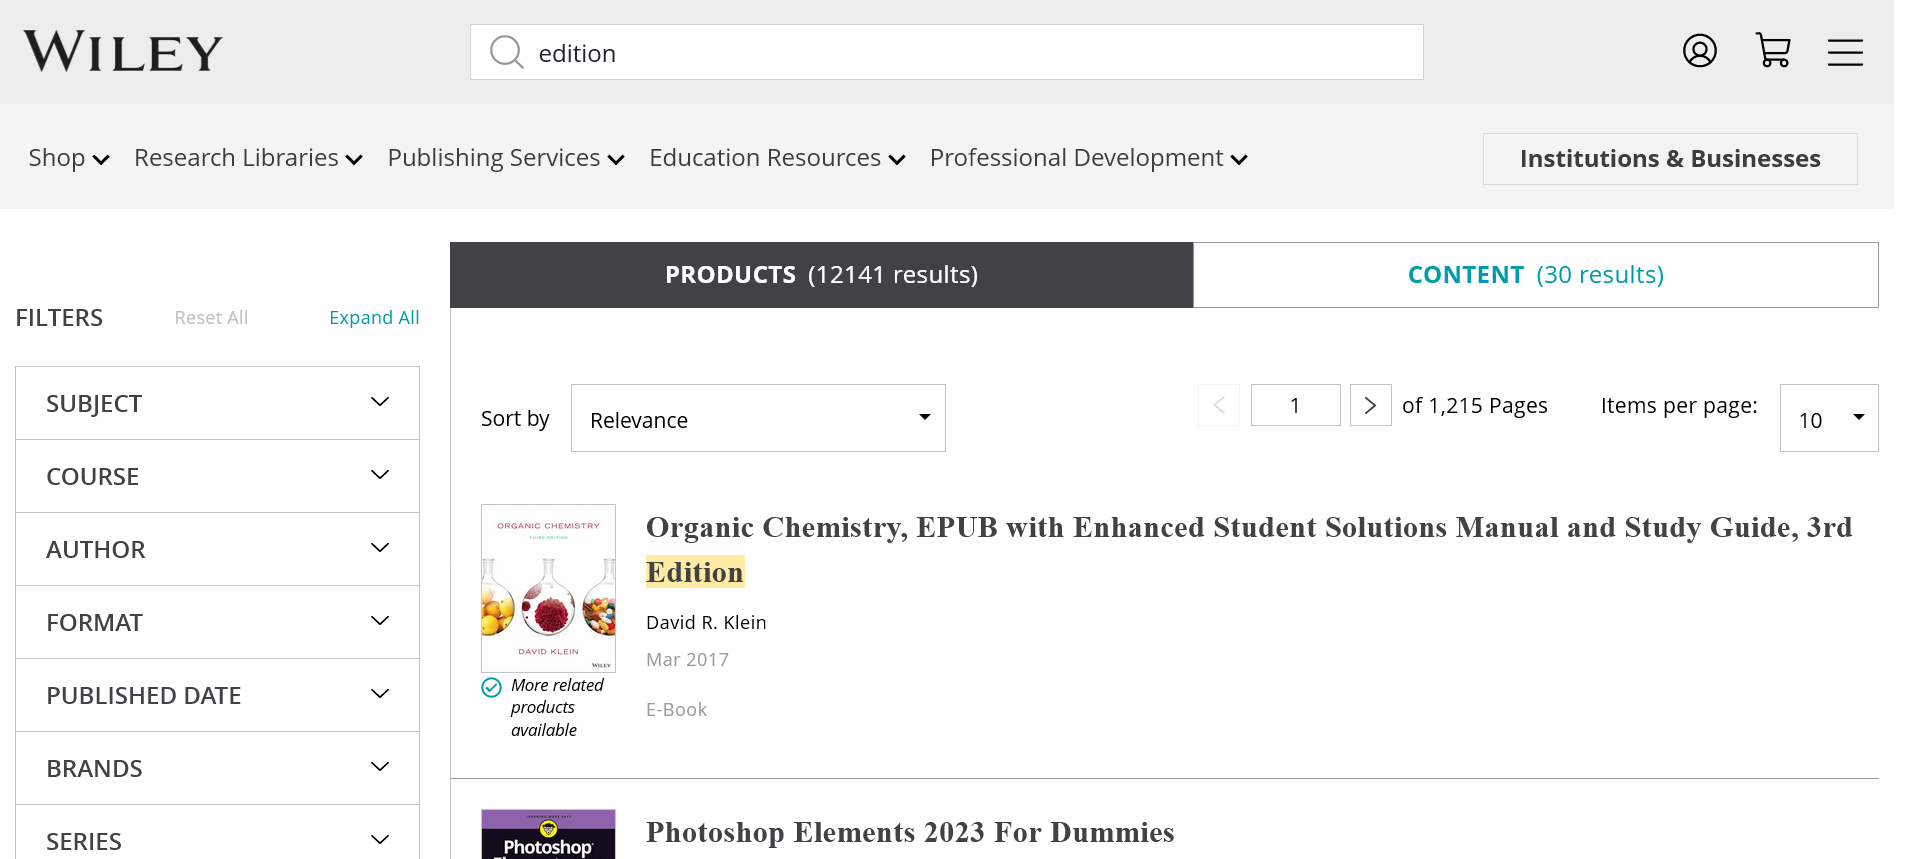 WILEY
edition
Shop
Research Libraries
Publishing Services
Education Resources
Professional Development
Institutions & Businesses
PRODUCTS (12141 results)
CONTENT (30 results)
FILTERS
Reset All
Expand All
SUBJECT
COURSE
AUTHOR
FORMAT
PUBLISHED DATE
BRANDS
SERIES
Sort by
Relevance
1
of 1,215 Pages
Items per page:
10
ORGANIC CHEMISTRY
THIRD EDITION
DAVID KLEIN
WILEY
More related
products
available
Organic Chemistry, EPUB with Enhanced Student Solutions Manual and Study Guide, 3rd
Edition
David R. Klein
Mar 2017
E-Book
LEARNING MADE EASY
Photoshop
Photoshop Elements 2023 For Dummies